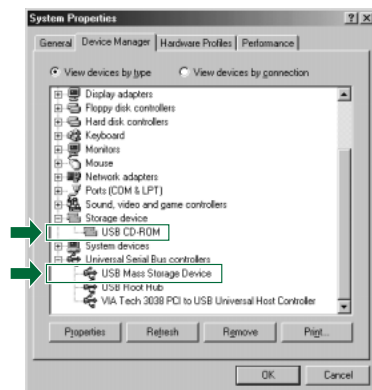 System Properties
General
Device Manager
Hardware Profiles
Performance
View devices by type
View devices by connection
Display adapters
Floppy disk controllers
Hard disk controllers
Keyboard
Monitors
Mouse
Network adapters
Ports (COM & LPT)
Sound, video and game controllers
Storage device
USB CD-ROM
System devices
Universal Serial Bus controllers
USB Mass Storage Device
USB Root Hub
VIA Tech 3038 PCI to USB Universal Host Controller
Properties
Refresh
Remove
Print...
OK
Cancel